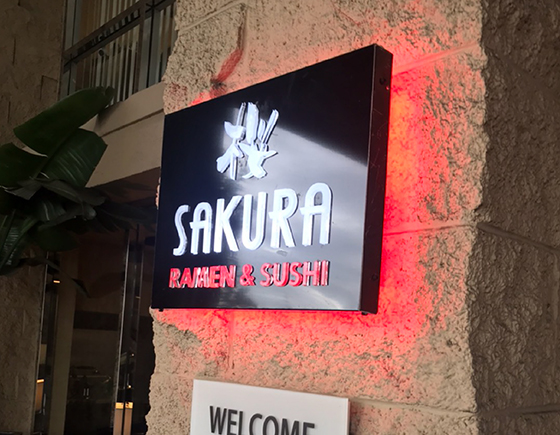 桜
SAKURA
RAMEN & SUSHI
WELCOME